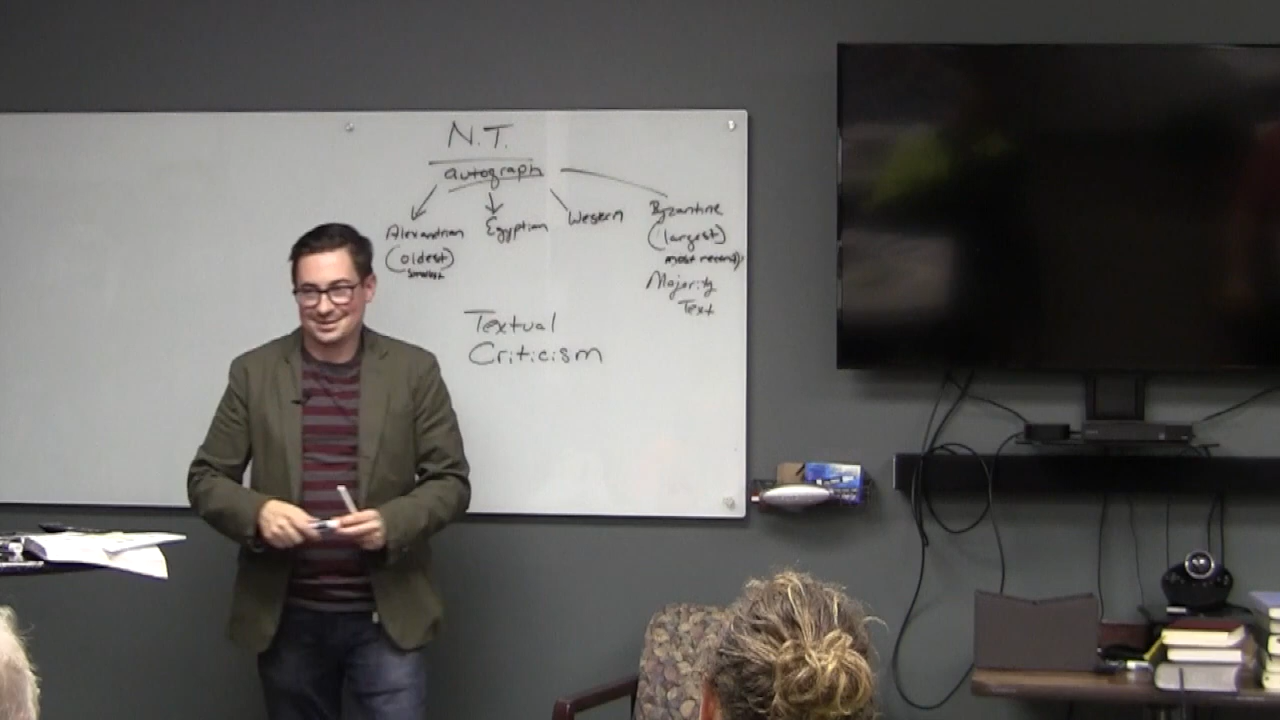 N.T.
autograph
Alexandrian
(oldest)
smallest
Egyptian
Western
Byzantine
(largest)
most recent)
Majority
Text
Textual
Criticism